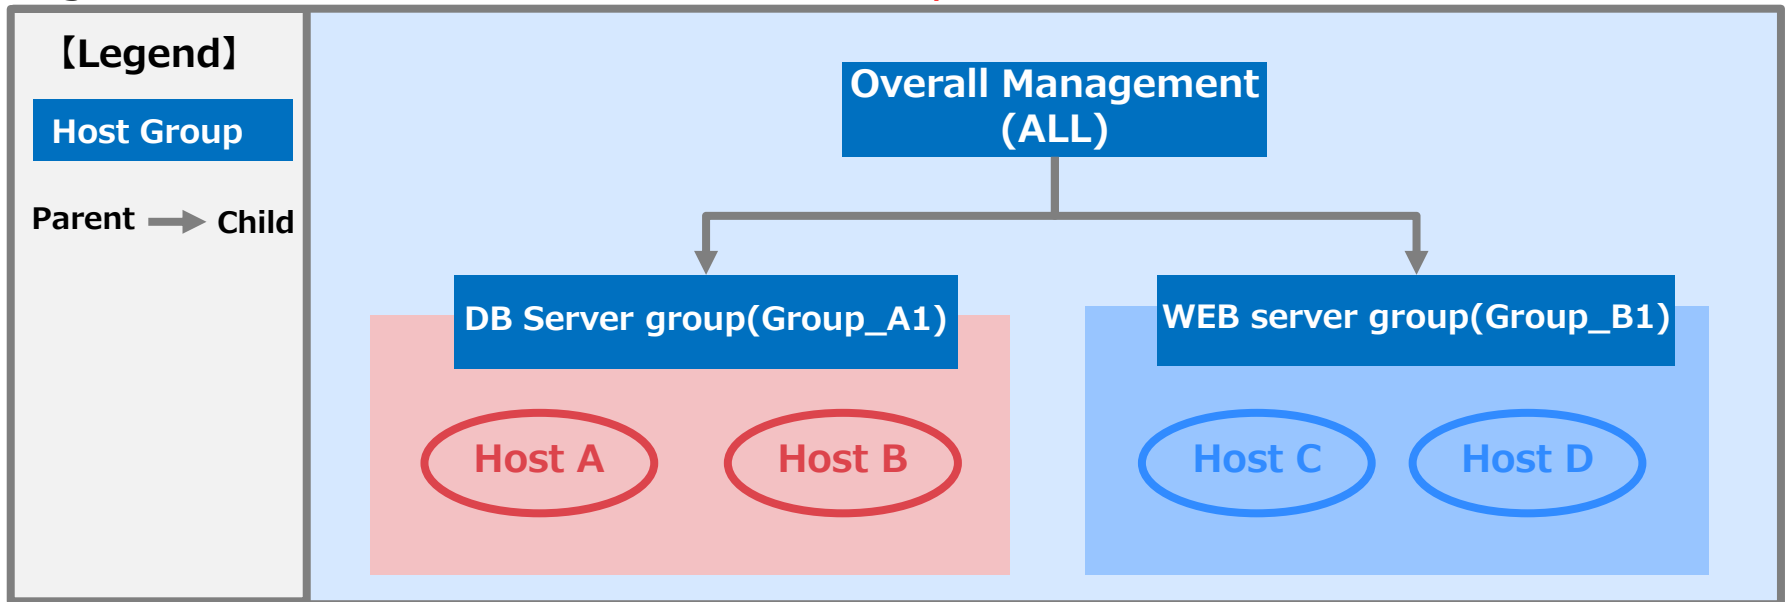 【Legend】
Host Group
Parent
Child
Overall Management
(ALL)
DB Server group(Group_A1)
WEB server group(Group_B1)
Host A
Host B
Host C
Host D